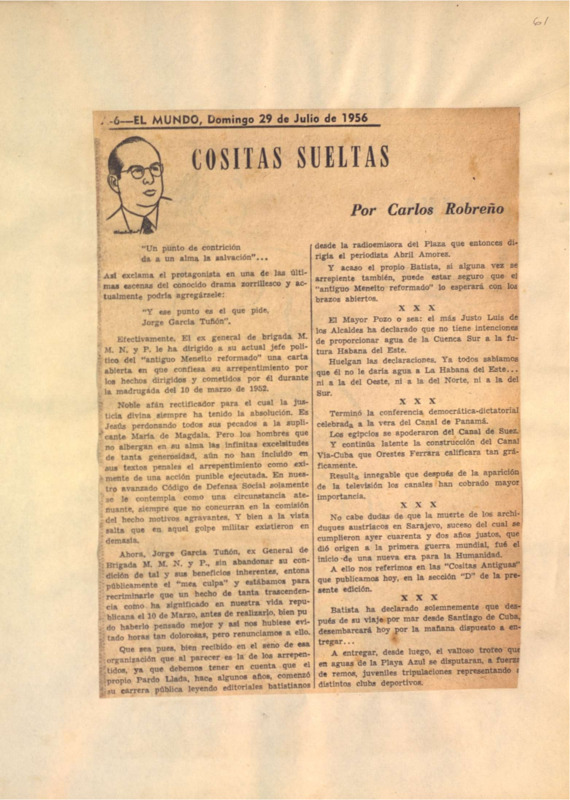 61
-6—EL MUNDO, Domingo 29 de Julio de 1956
COSITAS SUELTAS
Por Carlos Robreño
"Un punto de contrición
da a un alma la salvación"...
Así exclama el protagonista en una de las últi-
mas escenas del conocido drama zorrillesco y ac-
tualmente podría agregársele:
"Y ese punto es el que pide,
Jorge García Tuñón".
Efectivamente. El ex general de brigada M.
M. N. y P. le ha dirigido a su actual jefe polí-
tico del "antiguo Meneito reformado" una carta
abierta en que confiesa su arrepentimiento por
los hechos dirigidos y cometidos por él durante
la madrugada del 10 de marzo de 1952.
Noble afán rectificador para el cual la jus-
ticia divina siempre ha tenido la absolución. Es
Jesús perdonando todos sus pecados a la supli-
cante María de Magdala. Pero los hombres que
no albergan en su alma las infinitas excelsitudes
de tanta generosidad, aún no han incluido en
sus textos penales el arrepentimiento como exi-
mente de una acción punible ejecutada. En nues-
tro avanzado Código de Defensa Social solamente
se le contempla como una circunstancia ate-
nuante, siempre que no concurran en la comisión
del hecho motivos agravantes. Y bien a la vista
salta que en aquel golpe militar existieron en
demasía.
Ahora, Jorge García Tuñón, ex General de
Brigada M. M. N. y P., sin abandonar su con-
dición de tal y sus beneficios inherentes, entona
públicamente el "mea culpa" y estábamos para
recriminarle que un hecho de tanta trascenden-
cia como ha significado en nuestra vida repu-
blicana el 10 de Marzo, antes de realizarlo, bien pu
do haberlo pensado mejor y así nos hubiese evi-
tado horas tan dolorosas, pero renunciamos a ello.
Que sea pues, bien recibido en el seno de esa
organización que al parecer es la de los arrepen-
tidos, ya que debemos tener en cuenta que el
propio Pardo Llada, hace algunos años, comenzó
su carrera pública leyendo editoriales batistianos
desde la radioemisora del Plaza que entonces di-
rigía el periodista Abril Amores.
Y acaso el propio Batista, si alguna vez se
arrepiente también, puede estar seguro que el
"antiguo Meneito reformado" lo esperará con los
brazos abiertos.
X X X
El Mayor Pozo o sea: el más Justo Luis de
los Alcaldes ha declarado que no tiene intenciones
de proporcionar agua de la Cuenca Sur a la fu-
tura Habana del Este.
Huelgan las declaraciones. Ya todos sabíamos
que él no le daría agua a La Habana del Este...
ni a la del Oeste, ni a la del Norte, ni a la del
Sur.
X X X
Terminó la conferencia democrática-dictatorial
celebrada a la vera del Canal de Panamá.
Los egipcios se apoderaron del Canal de Suez.
Y continúa latente la construcción del Canal
Vía-Cuba que Orestes Ferrara calificara tan grá-
ficamente.
Resulta innegable que después de la aparición
de la televisión los canales han cobrado mayor
importancia.
X X X
No cabe dudas de que la muerte de los archi-
duques austríacos en Sarajevo, suceso del cual se
cumplieron ayer cuarenta y dos años justos, que
dió origen a la primera guerra mundial, fué el
inicio de una nueva era para la Humanidad.
A ello nos referimos en las "Cositas Antiguas"
que publicamos hoy, en la sección "D" de la pre-
sente edición.
X X X
Batista ha declarado solemnemente que des-
pués de su viaje por mar desde Santiago de Cuba,
desembarcará hoy por la mañana dispuesto a en-
tregar...
A entregar, desde luego, el valioso trofeo que
en aguas de la Playa Azul se disputaran, a fuerza
de remos, juveniles tripulaciones representando a
distintos clubs deportivos.